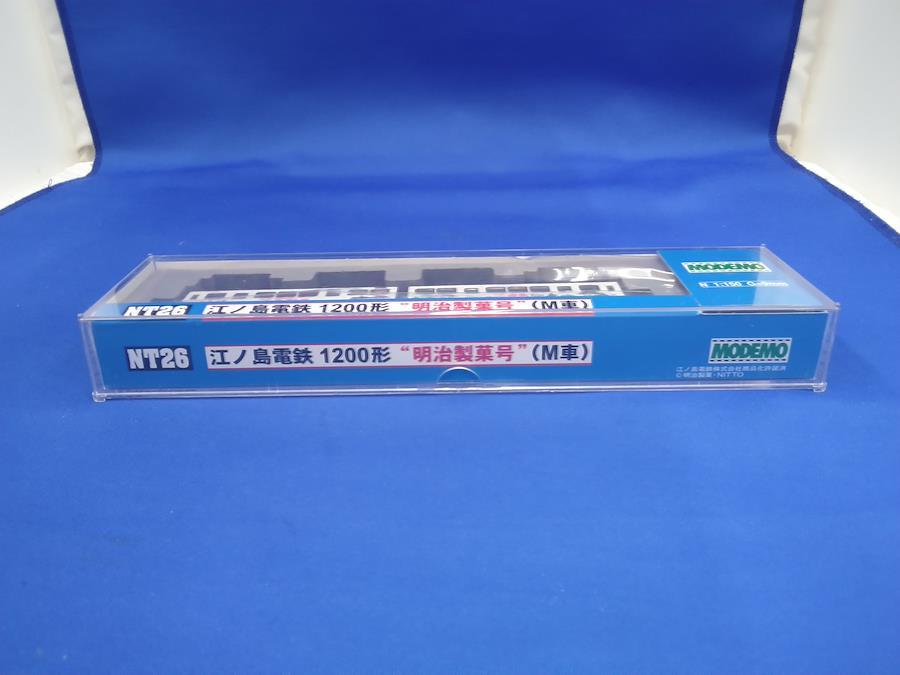 MODEMO
N 1:150 G=9mm
NT26 江ノ島電鉄 1200形 “明治製菓号”(M車)
NT26 江ノ島電鉄 1200形 “明治製菓号”(M車)
MODEMO
江ノ島電鉄株式会社商品化許諾済
©明治製菓・NITTO